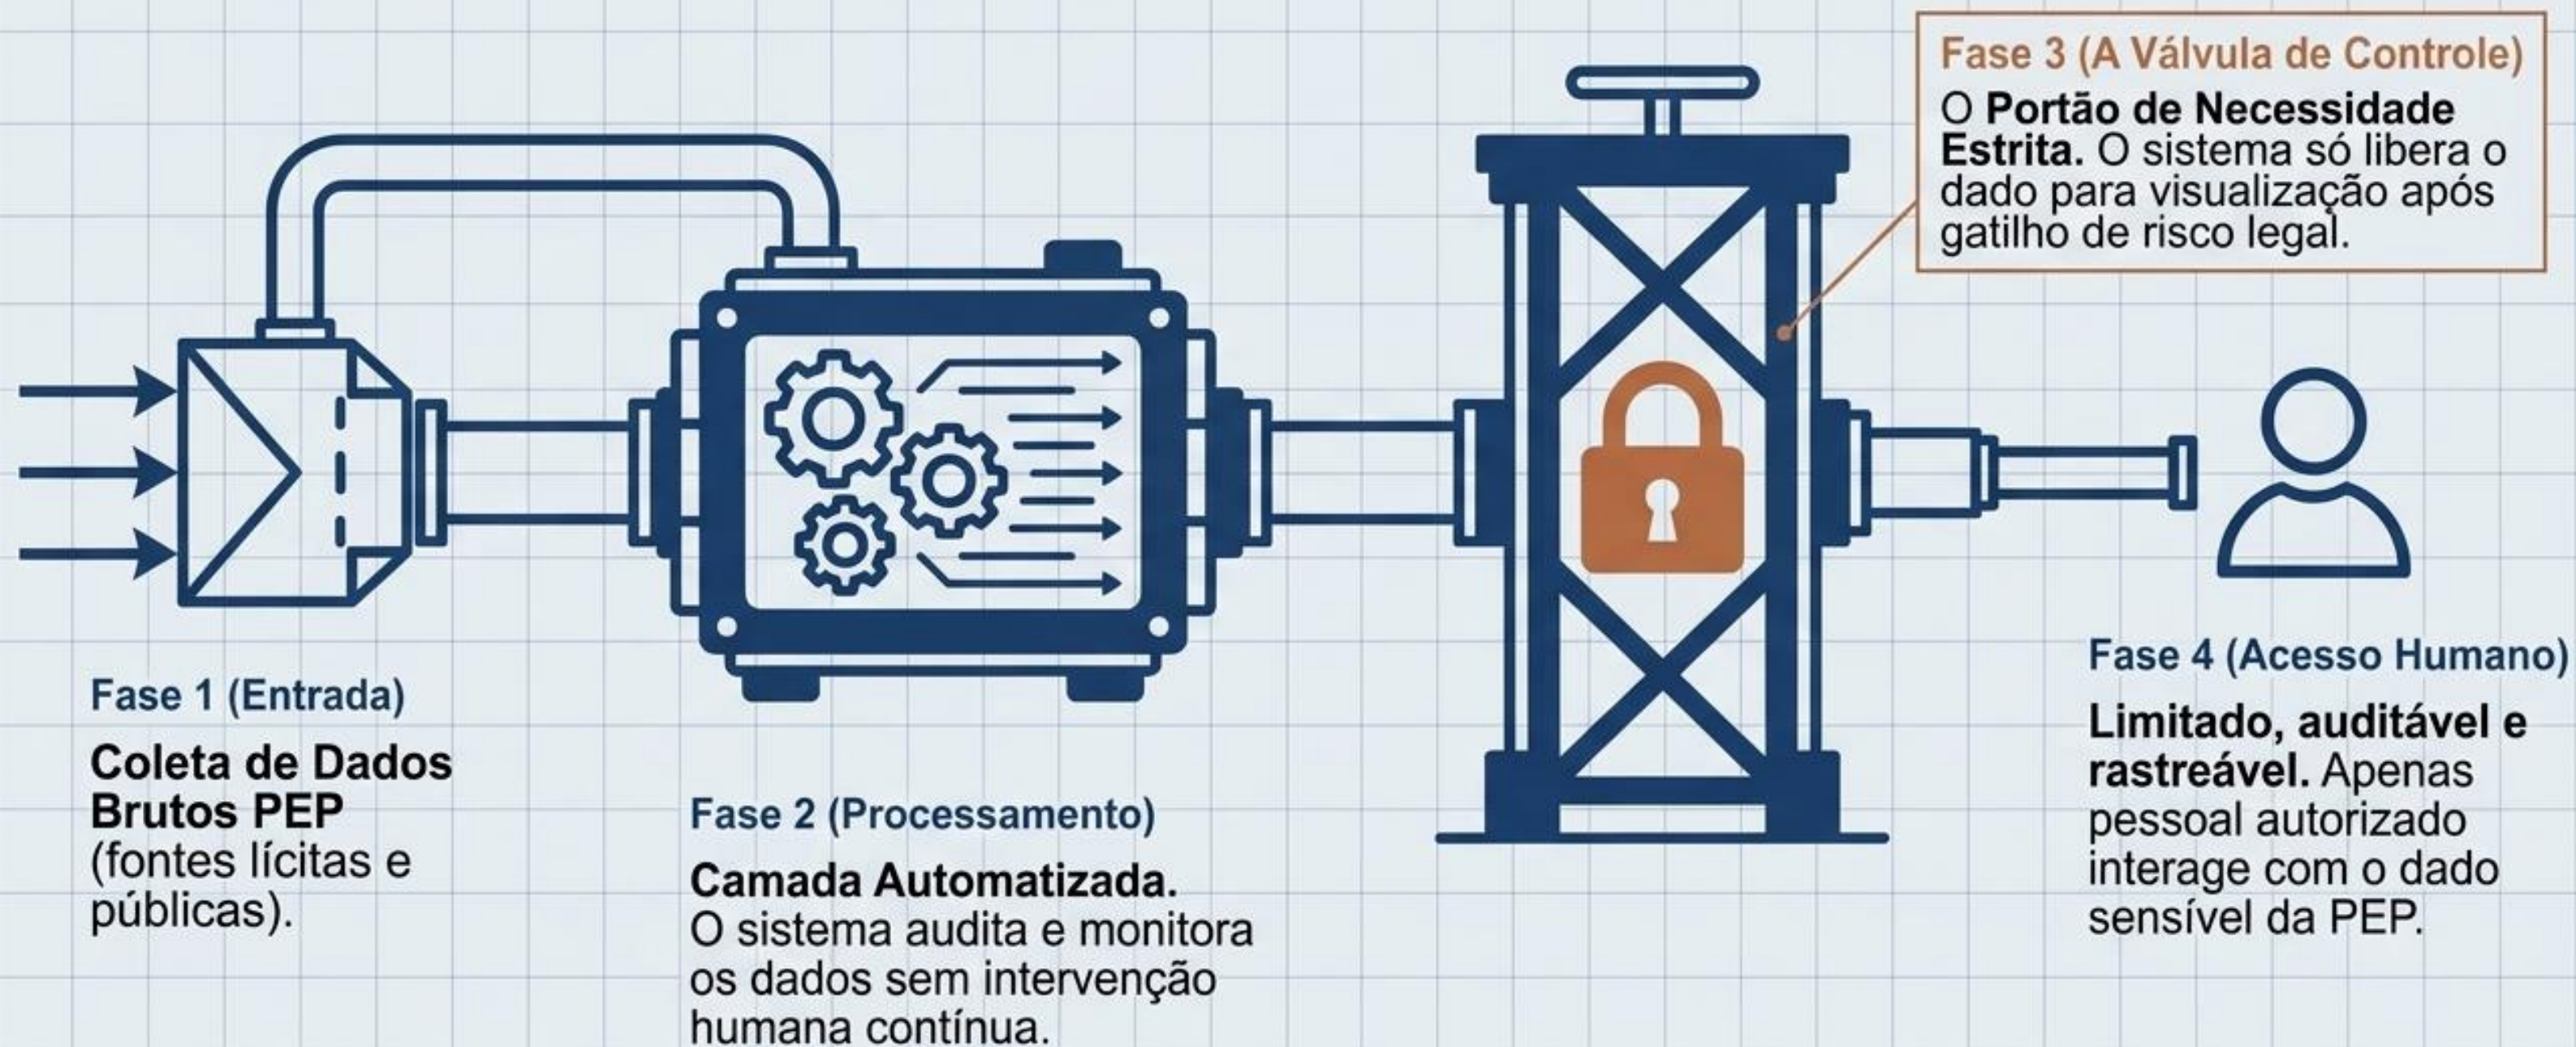 Fase 1 (Entrada)
Coleta de Dados
Brutos PEP
(fontes lícitas e
públicas).
Fase 2 (Processamento)
Camada Automatizada.
O sistema audita e monitora
os dados sem intervenção
humana contínua.
Fase 3 (A Válvula de Controle)
O Portão de Necessidade
Estrita. O sistema só libera o
dado para visualização após
gatilho de risco legal.
Fase 4 (Acesso Humano)
Limitado, auditável e
rastreável. Apenas
pessoal autorizado
interage com o dado
sensível da PEP.